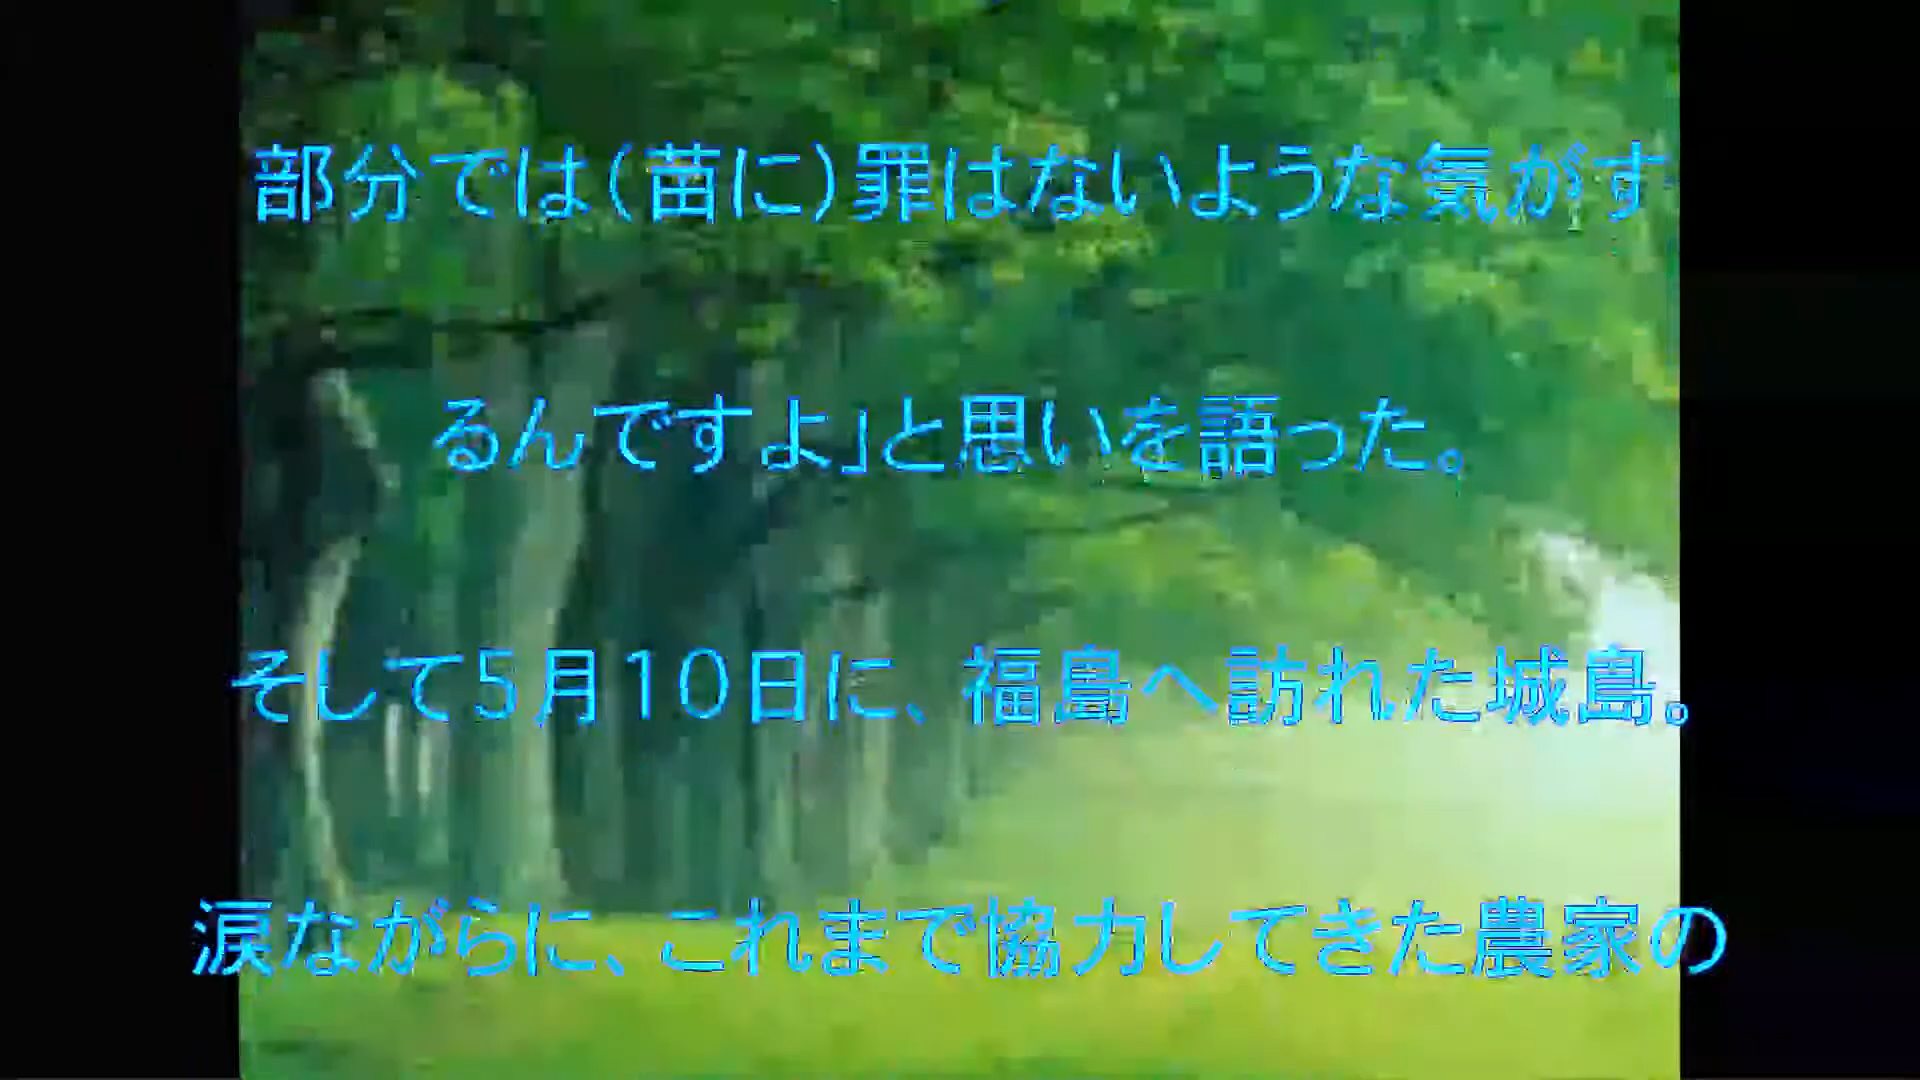 部分では（苗に）罪はないような気がす
るんですよ」と思いを語った。
そして５月１０日に、福島へ訪れた城島。
涙ながらに、これまで協力してきた農家の